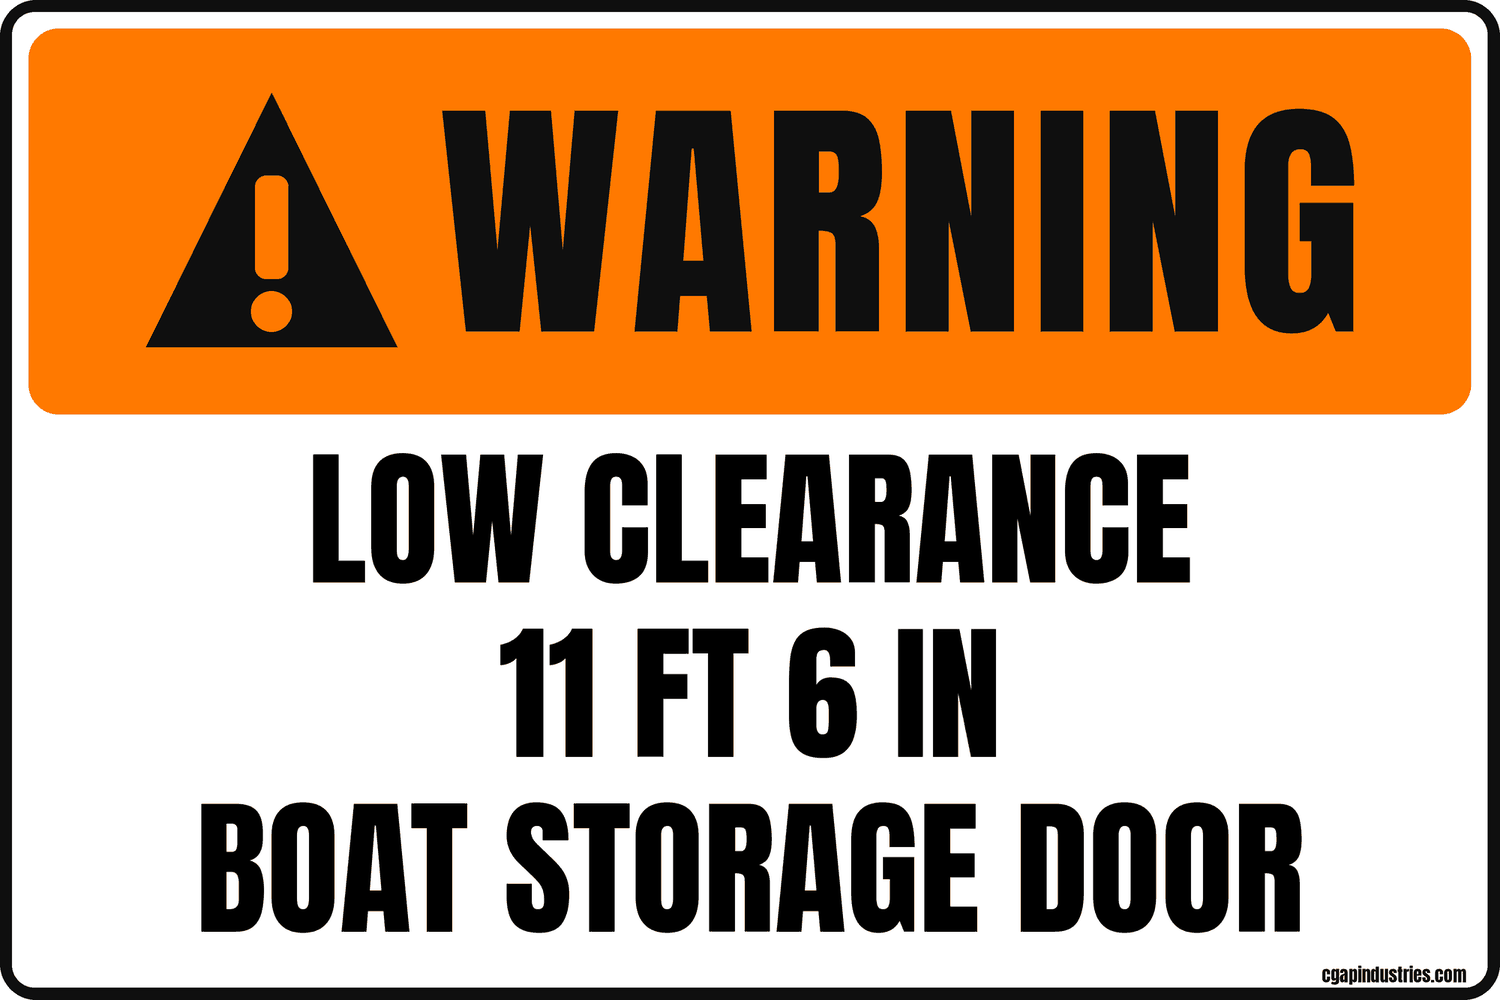 WARNING
LOW CLEARANCE
11 FT 6 IN
BOAT STORAGE DOOR
cgapindustries.com